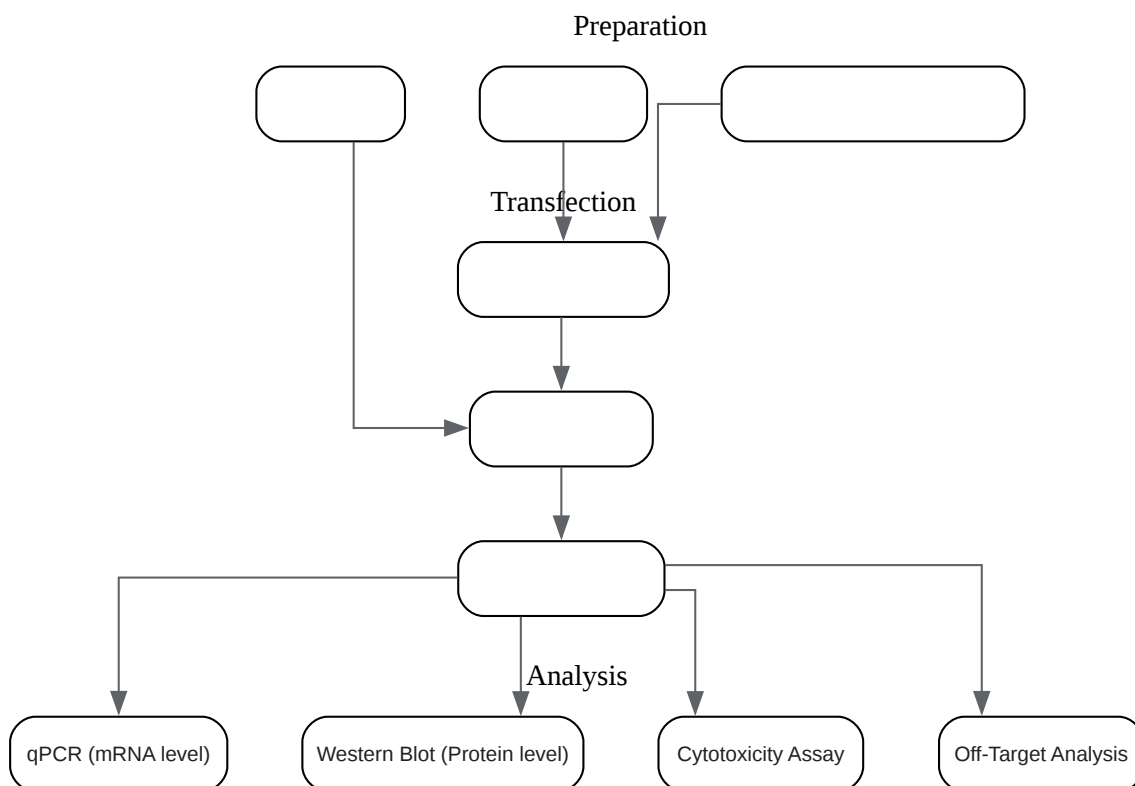 Preparation
Transfection
Analysis
qPCR (mRNA level)
Western Blot (Protein level)
Cytotoxicity Assay
Off-Target Analysis